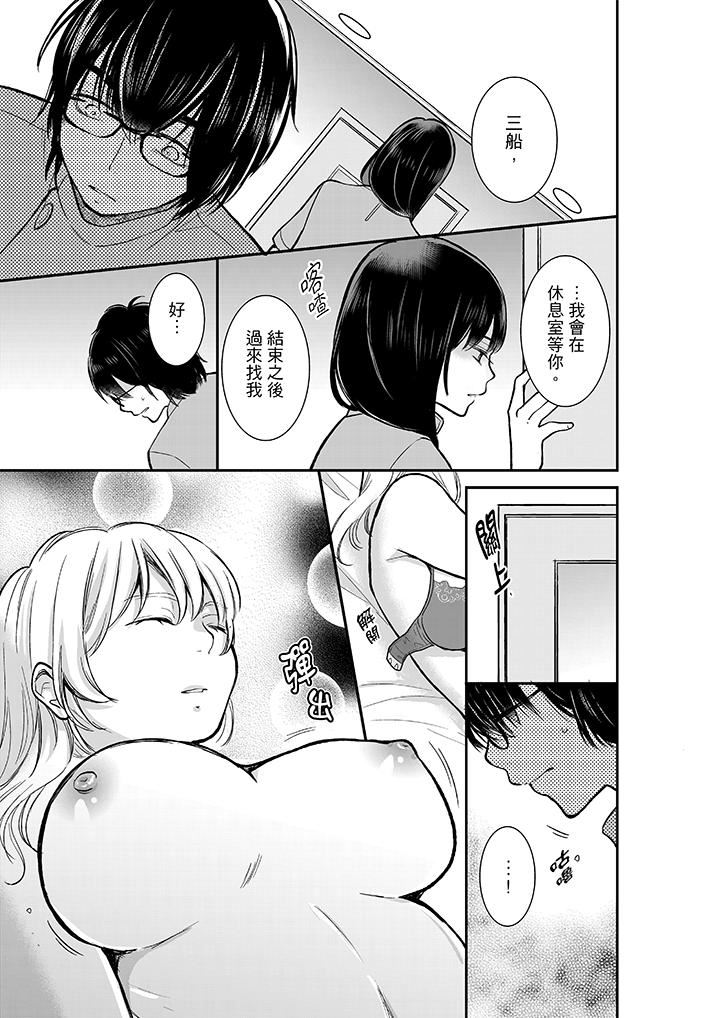 三船，
…我會在
休息室等你。
喀喳
結束之後
過來找我
好…
關上
咕嚕
…！
解開
彈出